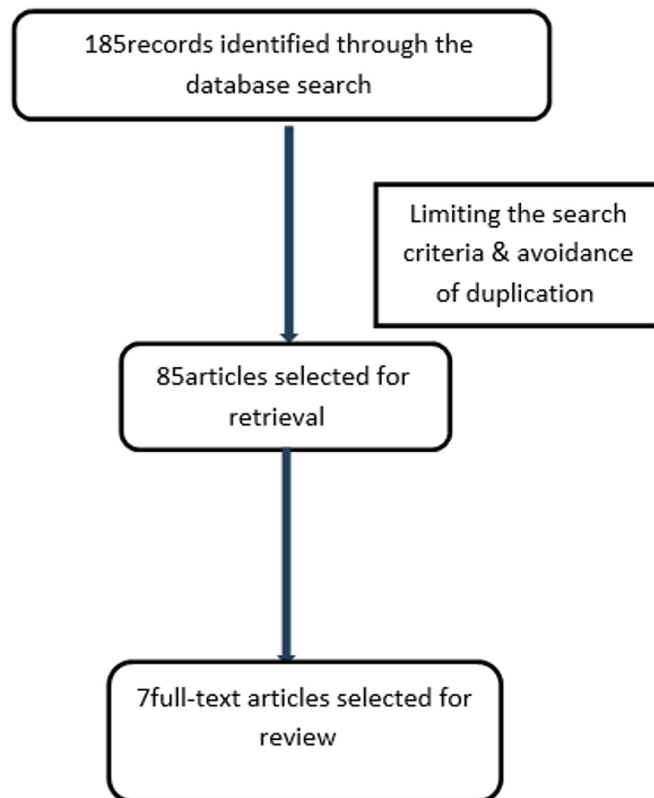 185records identified through the
database search
Limiting the search
criteria & avoidance
of duplication
85articles selected for
retrieval
7full-text articles selected for
review